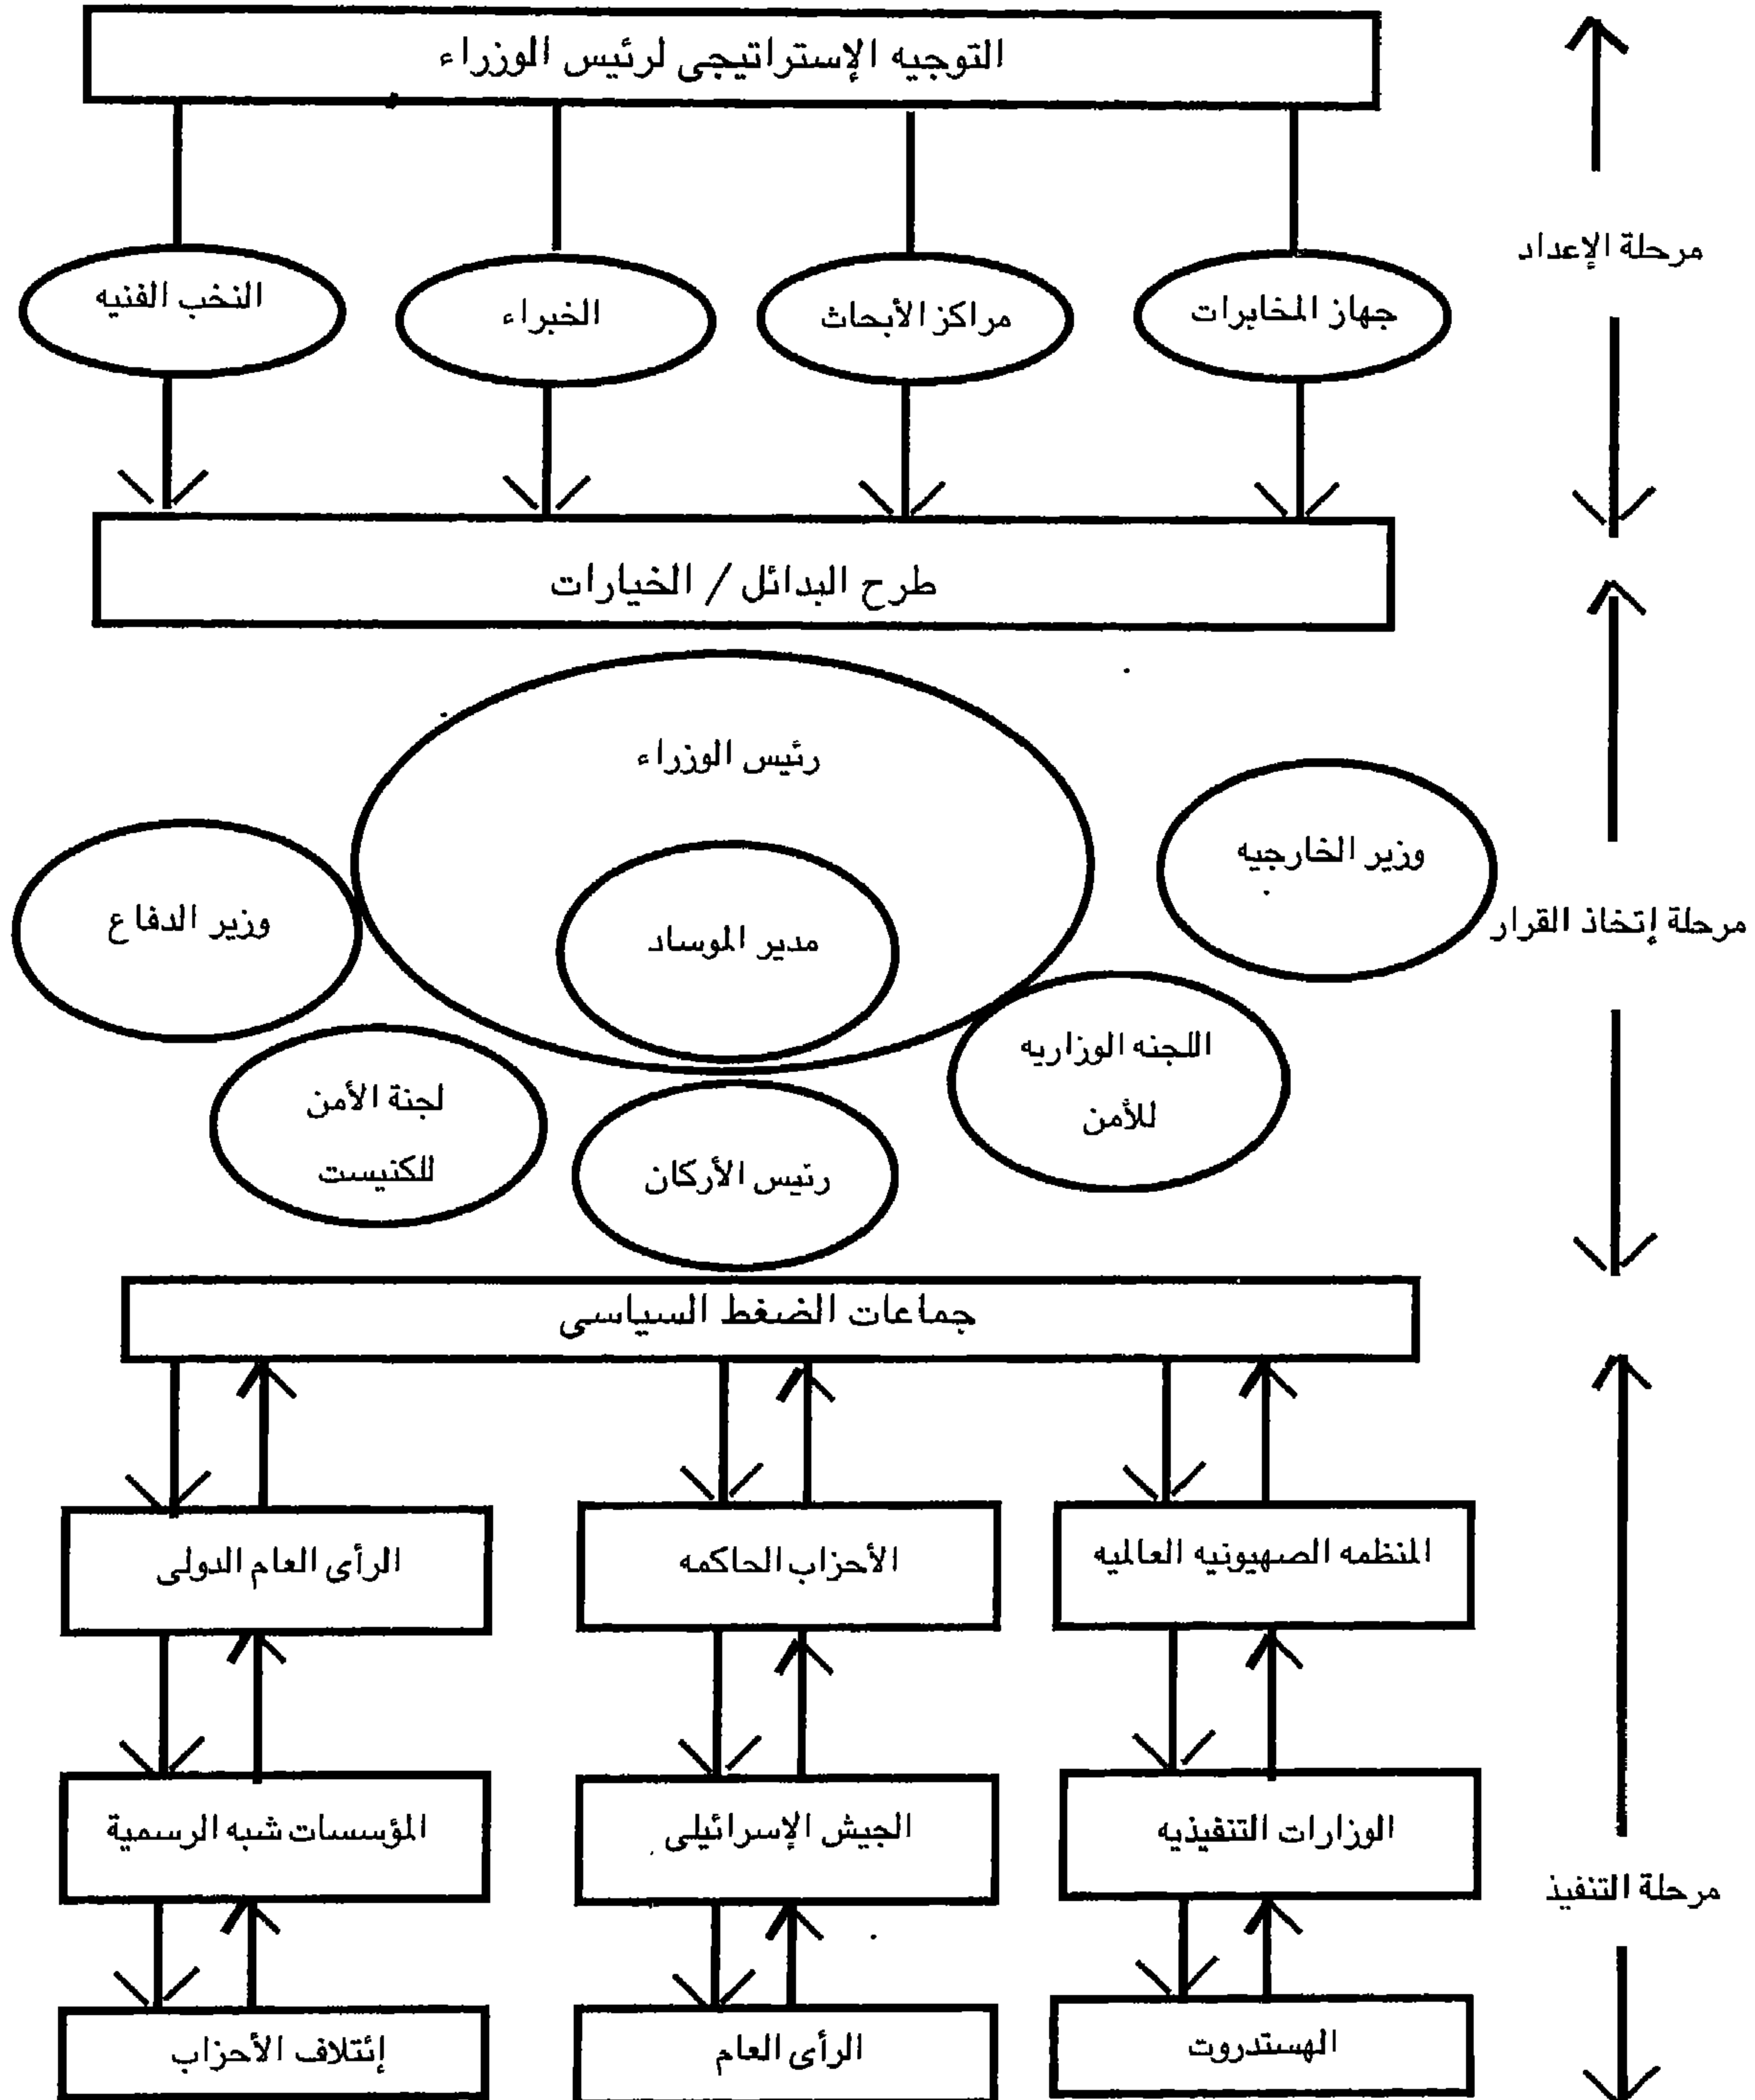 التوجيه الإستراتيجى لرئيس الوزراء
مرحلة الإعداد
جهاز المخابرات
مراكز الأبحاث
الخبراء
النخب الفنيه
طرح البدائل / الخيارات
رئيس الوزراء
وزير الخارجيه
مرحلة إتخاذ القرار
مدير الموساد
وزير الدفاع
اللجنه الوزاريه
للأمن
لجنة الأمن
للكنيست
رئيس الأركان
جماعات الضغط السياسى
المنظمه الصهيونيه العالميه
الأحزاب الحاكمه
الرأى العام الدولى
الوزارات التنفيذيه
الجيش الإسرائيلى
المؤسسات شبه الرسمية
مرحلة التنفيذ
الهستدروت
الرأى العام
إئتلاف الأحزاب